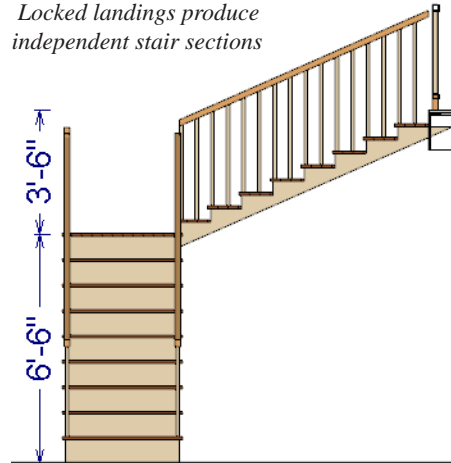 Locked landings produce
independent stair sections
3'-6"
6'-6"